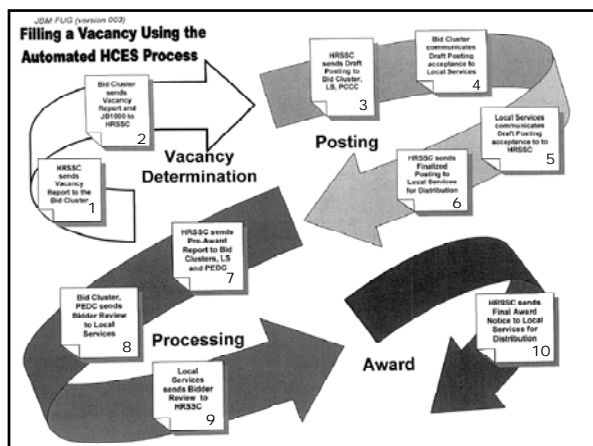 JBM-FUG (version 003)
Filling a Vacancy Using the
Automated HCES Process
HRSSC
sends
Vacancy
Report to the
Bid Cluster
1
Bid Cluster
sends
Vacancy
Report and
JB1000 to
HRSSC
2
Vacancy
Determination
HRSSC
sends Draft
Posting to
Bid Cluster,
LS, PCCC
3
Bid Cluster
communicates
Draft Posting
acceptance to
Local Services
4
Posting
Local Services
communicates
Draft Posting
acceptance to to
HRSSC
5
HRSSC sends
Finalized
Posting to
Local Services
for Distribution
6
HRSSC sends
Pre-Award
Report to Bid
Clusters, LS
and PEDC
7
Bid Cluster,
PEDC sends
Bidder Review
to Local
Services
8
Processing
Local
Services
sends Bidder
Review to
HRSSC
9
Award
HRSSC sends
Final Award
Notice to Local
Services for
Distribution
10